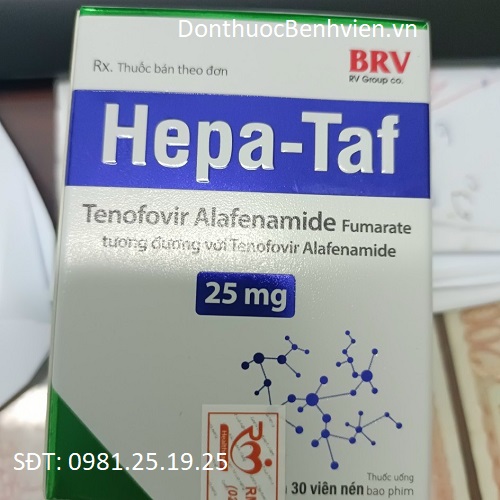 DonthuocBenhvien.vn
Rx. Thuốc bán theo đơn
BRV
RV Group co.
Hepa-Taf
Tenofovir Alafenamide Fumarate
tương đương với Tenofovir Alafenamide
25 mg
SĐT: 0981.25.19.25
Thuốc uống
30 viên nén bao phim